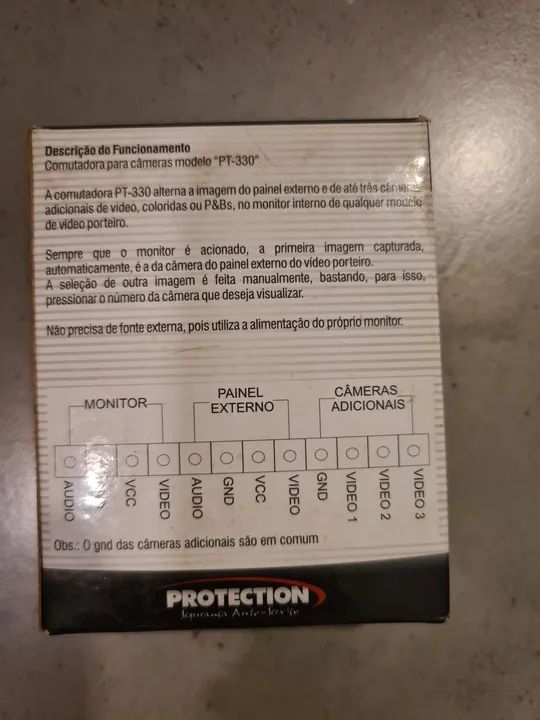 Descrição do Funcionamento
Comutadora para câmeras modelo "PT-330"
A comutadora PT-330 alterna a imagem do painel externo e de até três câmeras
adicionais de vídeo, coloridas ou P&Bs, no monitor interno de qualquer modelo
de vídeo porteiro.
Sempre que o monitor é acionado, a primeira imagem capturada,
automaticamente, é a da câmera do painel externo do vídeo porteiro.
A seleção de outra imagem é feita manualmente, bastando, para isso,
pressionar o número da câmera que deseja visualizar.
Não precisa de fonte externa, pois utiliza a alimentação do próprio monitor.
MONITOR
PAINEL
EXTERNO
CÂMERAS
ADICIONAIS
AUDIO
VCC
VIDEO
AUDIO
GND
VCC
VIDEO
GND
VIDEO 1
VIDEO 2
VIDEO 3
Obs.: O gnd das câmeras adicionais são em comum
PROTECTION
Segurança Auto-Serviço